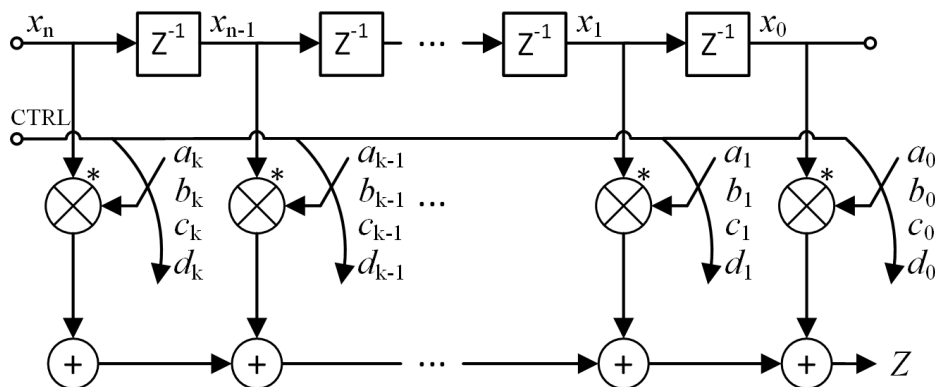 xₙ Z⁻¹ xₙ₋₁ Z⁻¹ ... Z⁻¹ x₁ Z⁻¹ x₀
CTRL
* aₖ * aₖ₋₁ * a₁ * a₀
bₖ bₖ₋₁ ... b₁ b₀
cₖ cₖ₋₁ c₁ c₀
dₖ dₖ₋₁ d₁ d₀
+ + ... + + Z